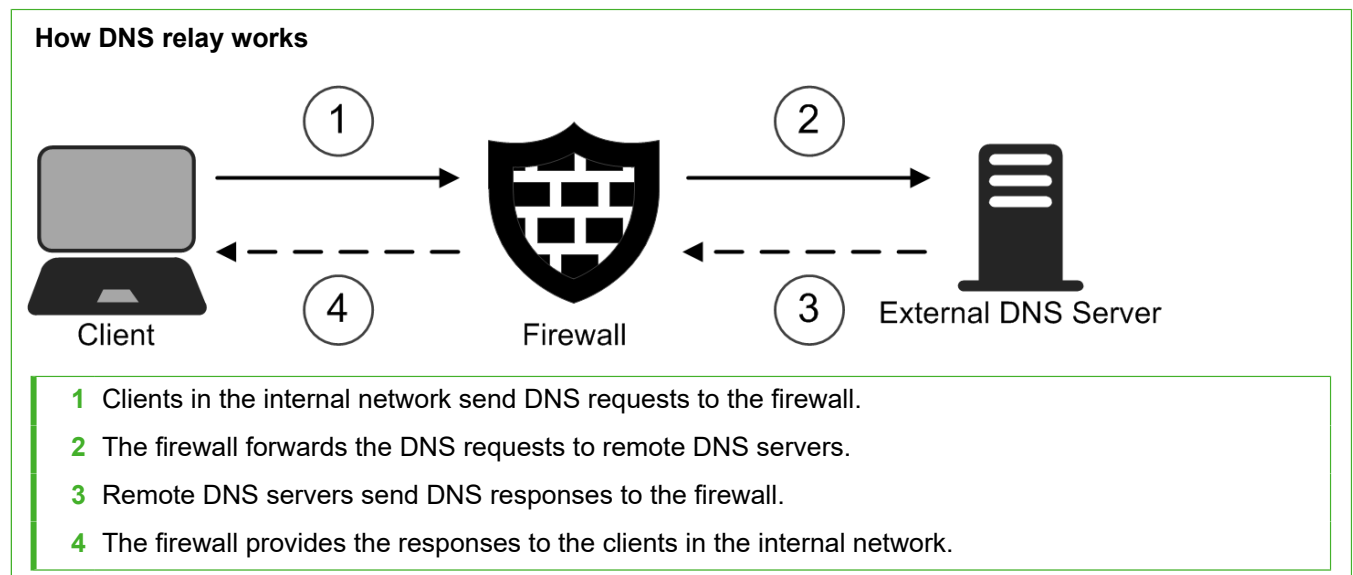 How DNS relay works
1
2
4
3
Client
Firewall
External DNS Server
1 Clients in the internal network send DNS requests to the firewall.
2 The firewall forwards the DNS requests to remote DNS servers.
3 Remote DNS servers send DNS responses to the firewall.
4 The firewall provides the responses to the clients in the internal network.